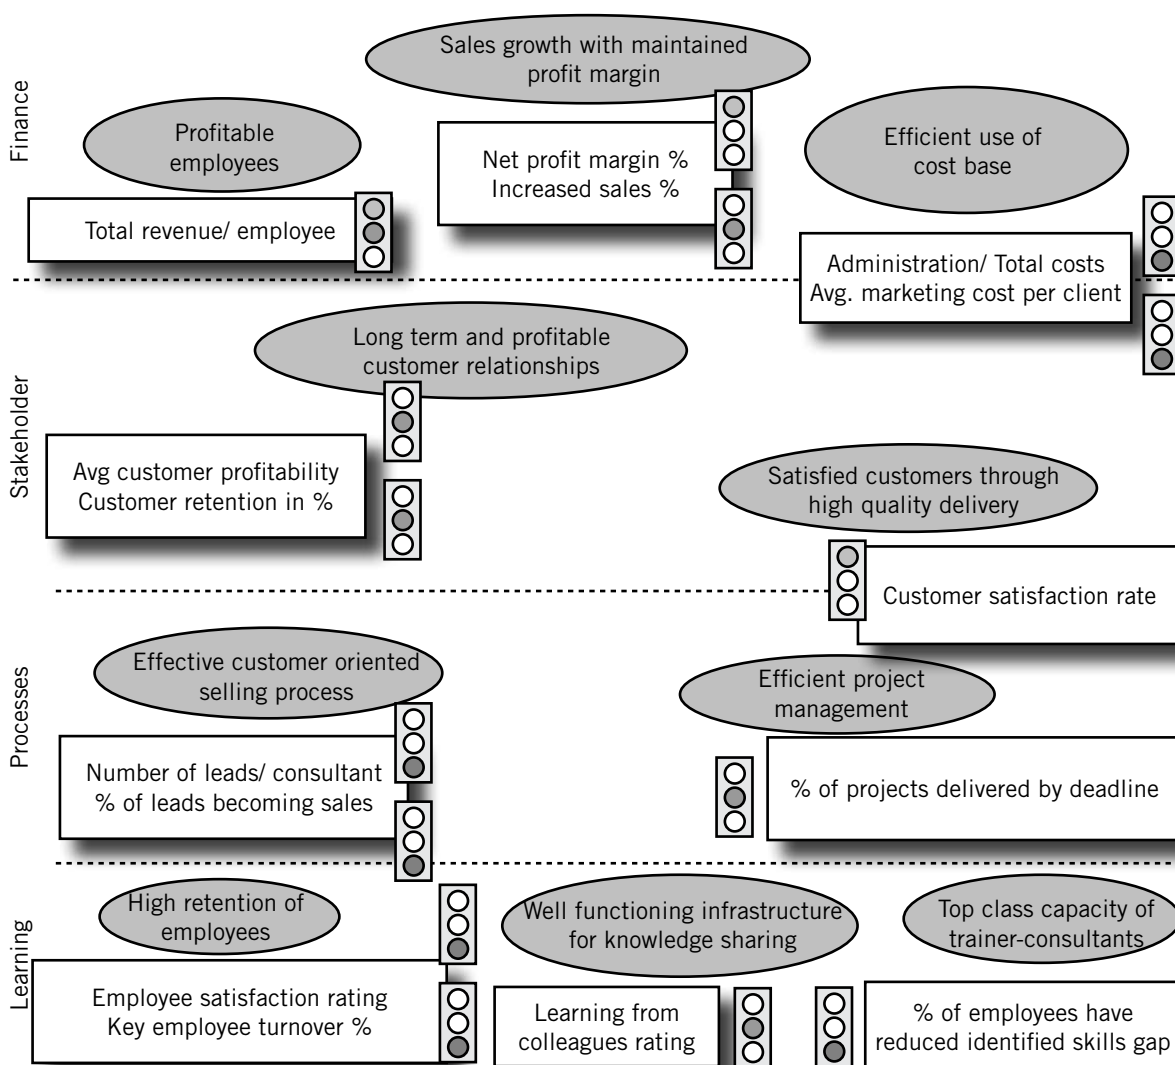 Finance
Sales growth with maintained
profit margin
Profitable
employees
Efficient use of
cost base
Net profit margin %
Increased sales %
Total revenue/ employee
Administration/ Total costs
Avg. marketing cost per client
Stakeholder
Long term and profitable
customer relationships
Avg customer profitability
Customer retention in %
Satisfied customers through
high quality delivery
Customer satisfaction rate
Processes
Effective customer oriented
selling process
Efficient project
management
Number of leads/ consultant
% of leads becoming sales
% of projects delivered by deadline
Learning
High retention of
employees
Well functioning infrastructure
for knowledge sharing
Top class capacity of
trainer-consultants
Employee satisfaction rating
Key employee turnover %
Learning from
colleagues rating
% of employees have
reduced identified skills gap